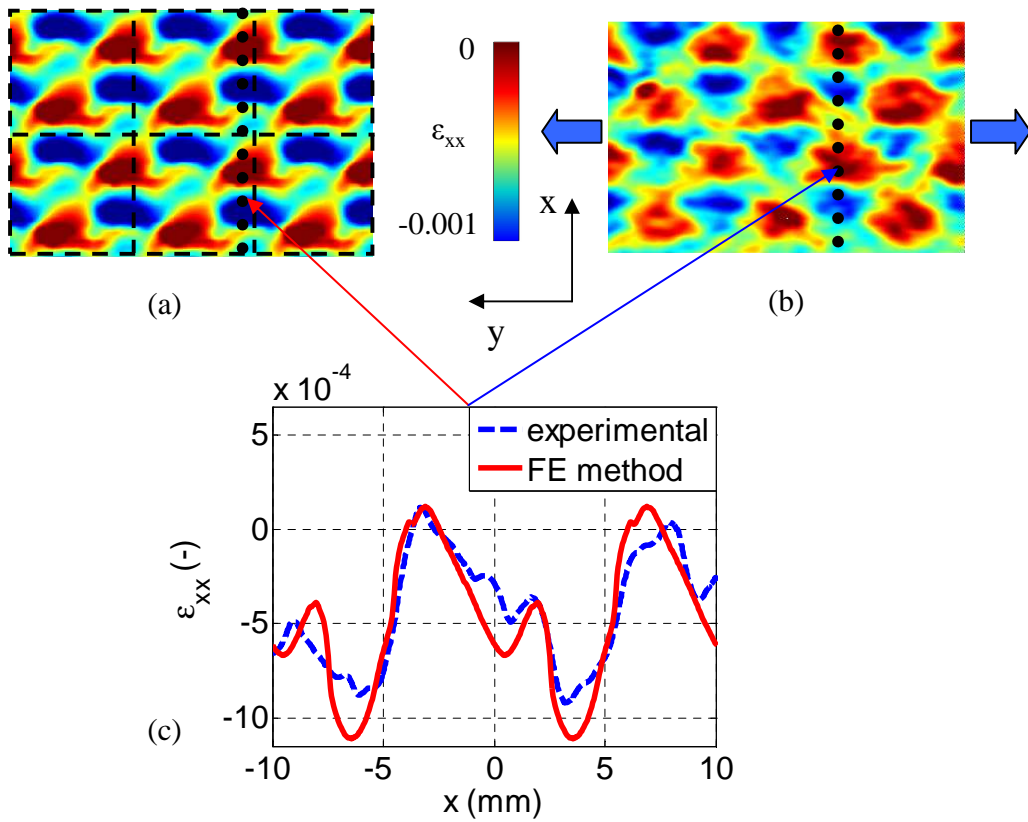 0
εxx
-0.001
x
y
(a)
(b)
x 10-4
experimental
FE method
5
0
-5
-10
εxx (-)
(c)
-10 -5 0 5 10
x (mm)